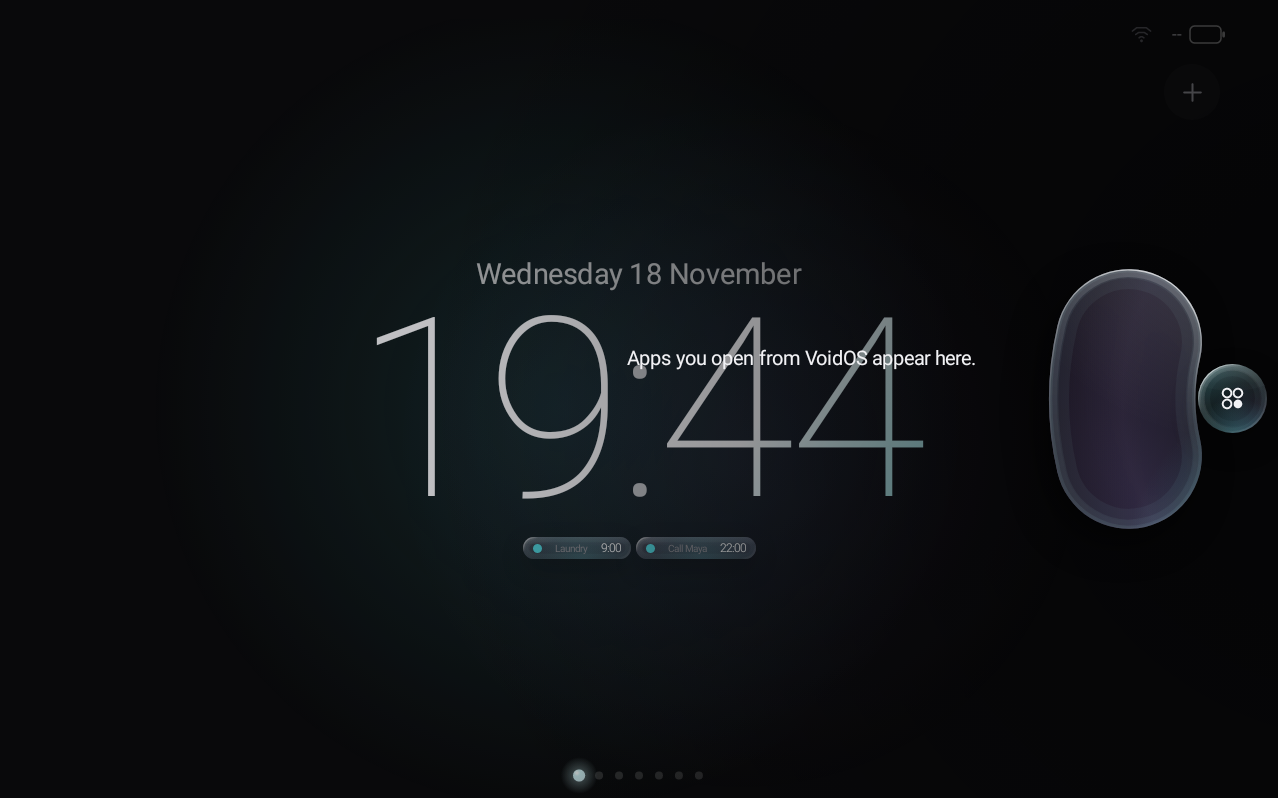 --
Wednesday 18 November
19:44
Apps you open from VoidOS appear here.
Laundry 9:00
Call Maya 22:00